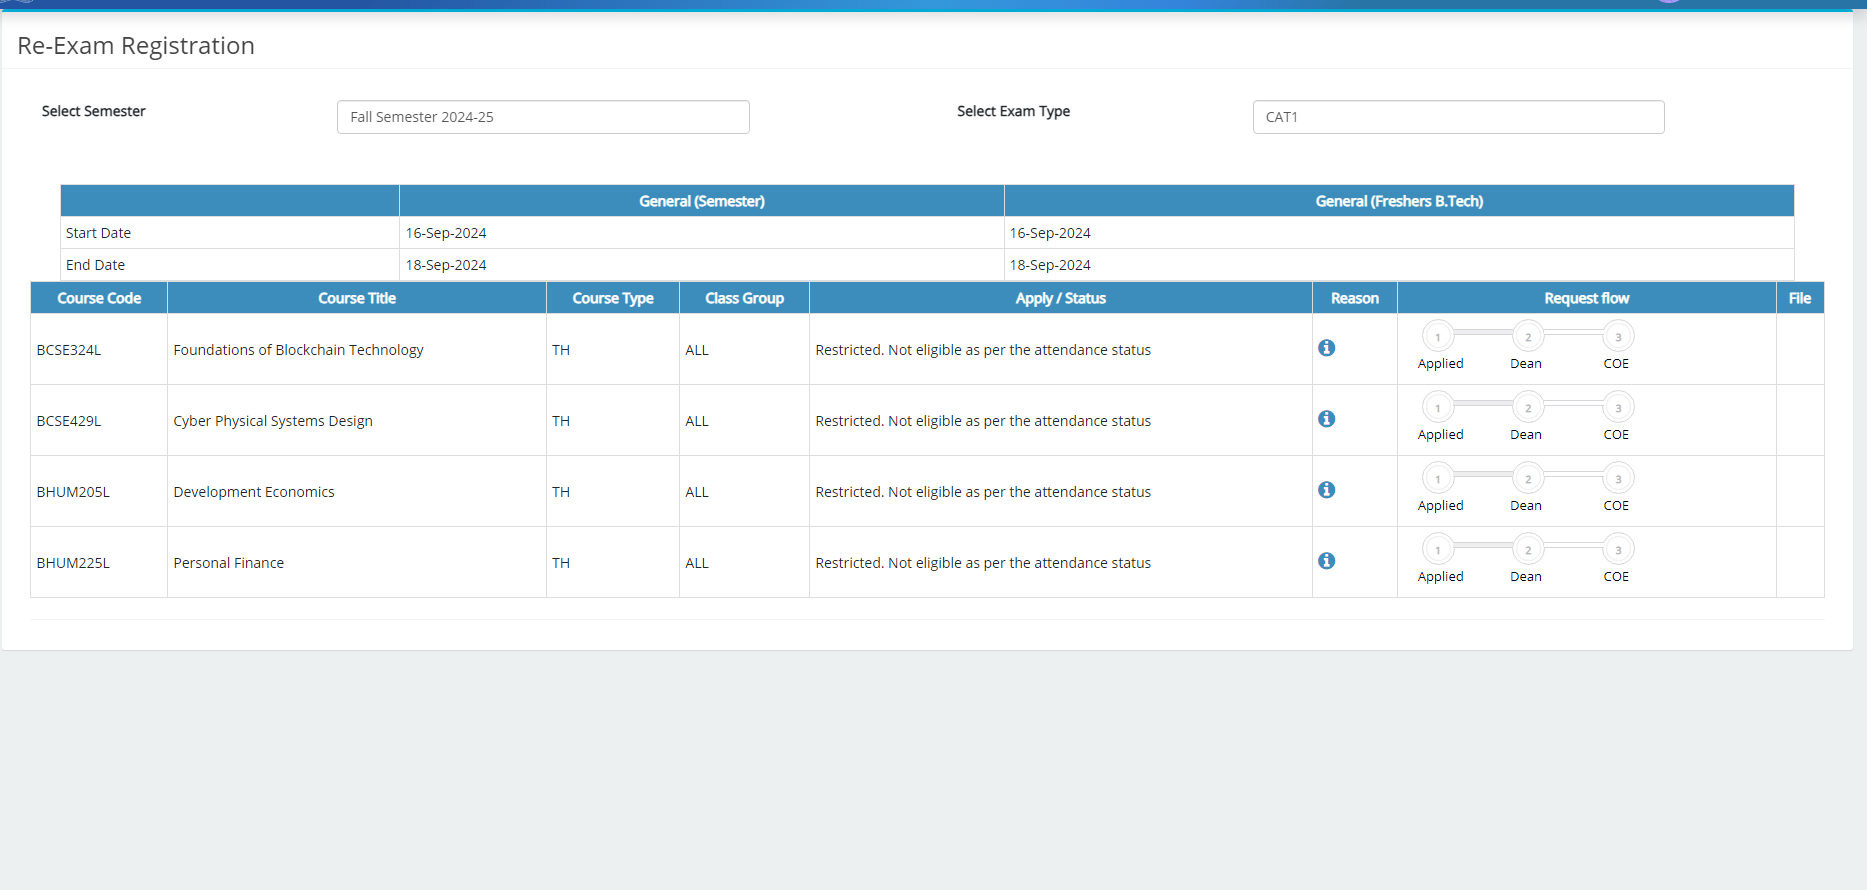 Re-Exam Registration
Select Semester Fall Semester 2024-25 Select Exam Type CAT1
General (Semester) General (Freshers B.Tech)
Start Date 16-Sep-2024 16-Sep-2024
End Date 18-Sep-2024 18-Sep-2024
Course Code Course Title Course Type Class Group Apply / Status Reason Request flow File
BCSE324L Foundations of Blockchain Technology TH ALL Restricted. Not eligible as per the attendance status 1 2 3
Applied Dean COE
BCSE429L Cyber Physical Systems Design TH ALL Restricted. Not eligible as per the attendance status 1 2 3
Applied Dean COE
BHUM205L Development Economics TH ALL Restricted. Not eligible as per the attendance status 1 2 3
Applied Dean COE
BHUM225L Personal Finance TH ALL Restricted. Not eligible as per the attendance status 1 2 3
Applied Dean COE